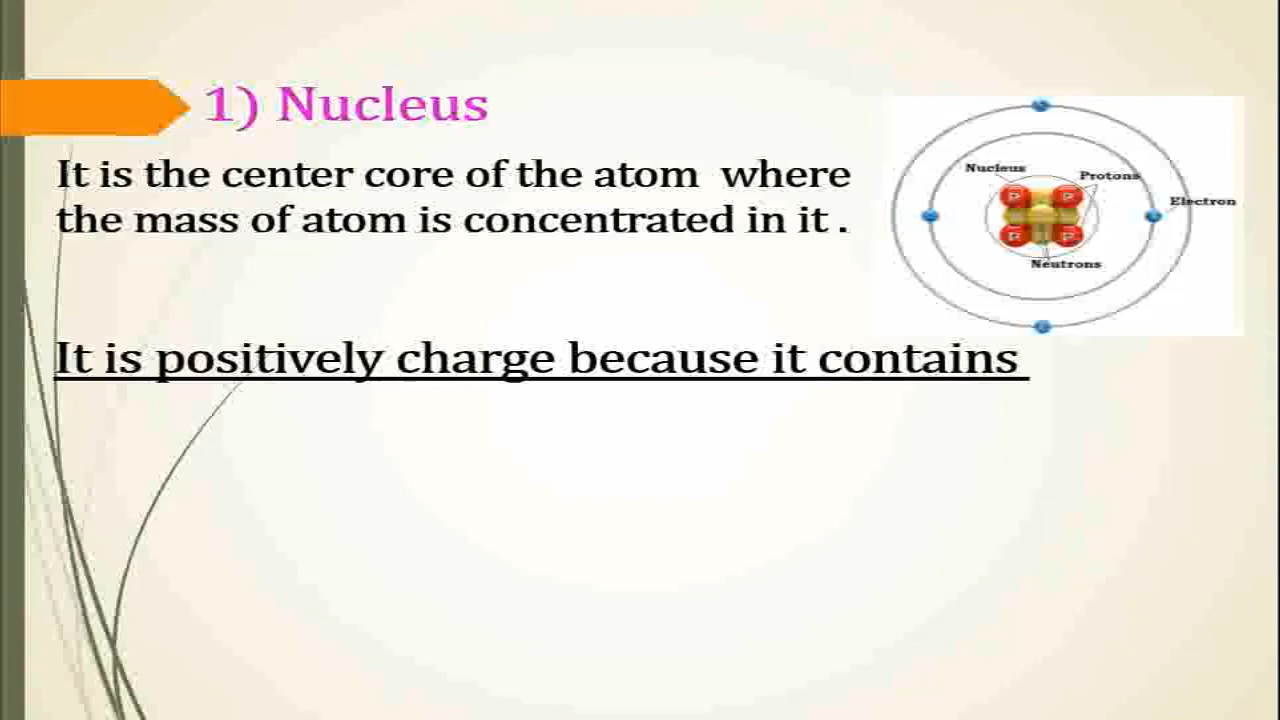 1) Nucleus
It is the center core of the atom where
the mass of atom is concentrated in it .
Nucleus
Protons
Electron
P P
P P
Neutrons
It is positively charge because it contains